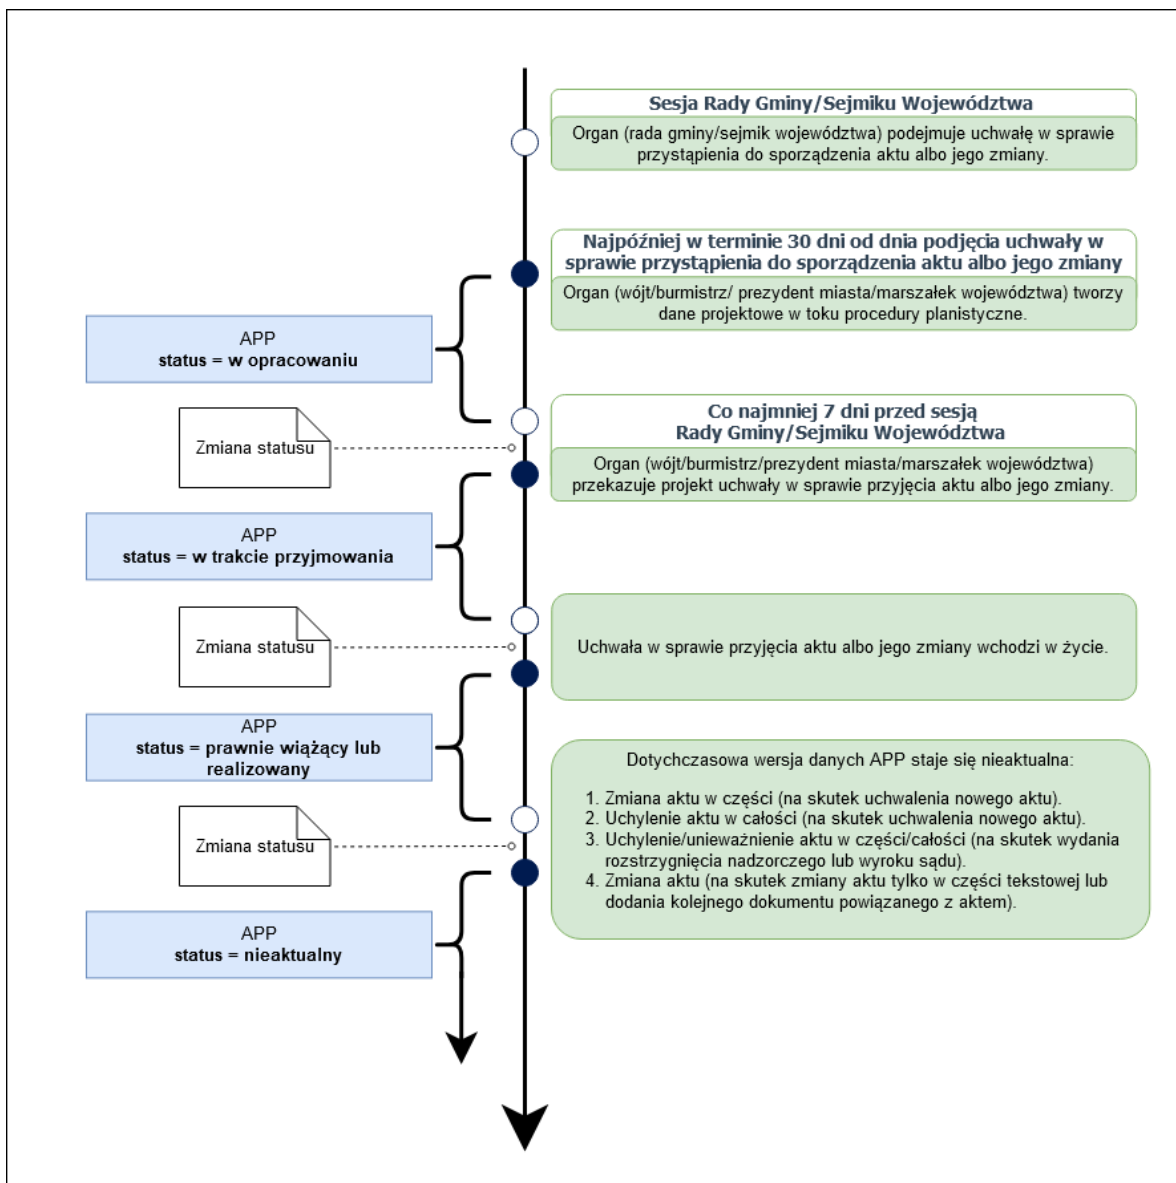 Sesja Rady Gminy/Sejmiku Województwa
Organ (rada gminy/sejmik województwa) podejmuje uchwałę w sprawie
przystąpienia do sporządzenia aktu albo jego zmiany.
Najpóźniej w terminie 30 dni od dnia podjęcia uchwały w
sprawie przystąpienia do sporządzenia aktu albo jego zmiany
Organ (wójt/burmistrz/ prezydent miasta/marszałek województwa) tworzy
dane projektowe w toku procedury planistyczne.
APP
status = w opracowaniu
Co najmniej 7 dni przed sesją
Rady Gminy/Sejmiku Województwa
Zmiana statusu
Organ (wójt/burmistrz/prezydent miasta/marszałek województwa)
przekazuje projekt uchwały w sprawie przyjęcia aktu albo jego zmiany.
APP
status = w trakcie przyjmowania
Zmiana statusu
Uchwała w sprawie przyjęcia aktu albo jego zmiany wchodzi w życie.
APP
status = prawnie wiążący lub
realizowany
Dotychczasowa wersja danych APP staje się nieaktualna:
1. Zmiana aktu w części (na skutek uchwalenia nowego aktu).
2. Uchylenie aktu w całości (na skutek uchwalenia nowego aktu).
3. Uchylenie/unieważnienie aktu w części/całości (na skutek wydania
rozstrzygnięcia nadzorczego lub wyroku sądu).
4. Zmiana aktu (na skutek zmiany aktu tylko w części tekstowej lub
dodania kolejnego dokumentu powiązanego z aktem).
Zmiana statusu
APP
status = nieaktualny